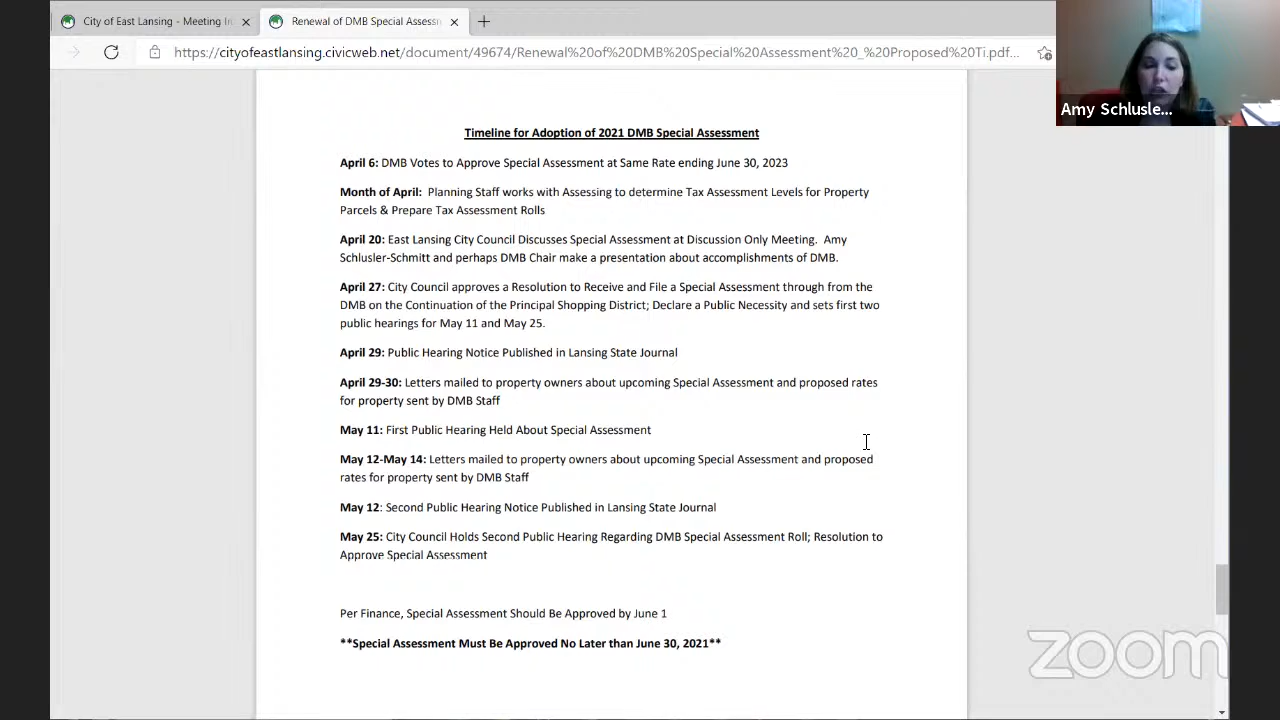 City of East Lansing - Meeting In
Renewal of DMB Special Assessm
https://cityofeastlansing.civicweb.net/document/49674/Renewal%20of%20DMB%20Special%20Assessment%20_%20Proposed%20Ti.pdf...
Amy Schlusle...
Timeline for Adoption of 2021 DMB Special Assessment
April 6: DMB Votes to Approve Special Assessment at Same Rate ending June 30, 2023
Month of April: Planning Staff works with Assessing to determine Tax Assessment Levels for Property
Parcels & Prepare Tax Assessment Rolls
April 20: East Lansing City Council Discusses Special Assessment at Discussion Only Meeting. Amy
Schlusler-Schmitt and perhaps DMB Chair make a presentation about accomplishments of DMB.
April 27: City Council approves a Resolution to Receive and File a Special Assessment through from the
DMB on the Continuation of the Principal Shopping District; Declare a Public Necessity and sets first two
public hearings for May 11 and May 25.
April 29: Public Hearing Notice Published in Lansing State Journal
April 29-30: Letters mailed to property owners about upcoming Special Assessment and proposed rates
for property sent by DMB Staff
May 11: First Public Hearing Held About Special Assessment
May 12-May 14: Letters mailed to property owners about upcoming Special Assessment and proposed
rates for property sent by DMB Staff
May 12: Second Public Hearing Notice Published in Lansing State Journal
May 25: City Council Holds Second Public Hearing Regarding DMB Special Assessment Roll; Resolution to
Approve Special Assessment
Per Finance, Special Assessment Should Be Approved by June 1
**Special Assessment Must Be Approved No Later than June 30, 2021**
zoom